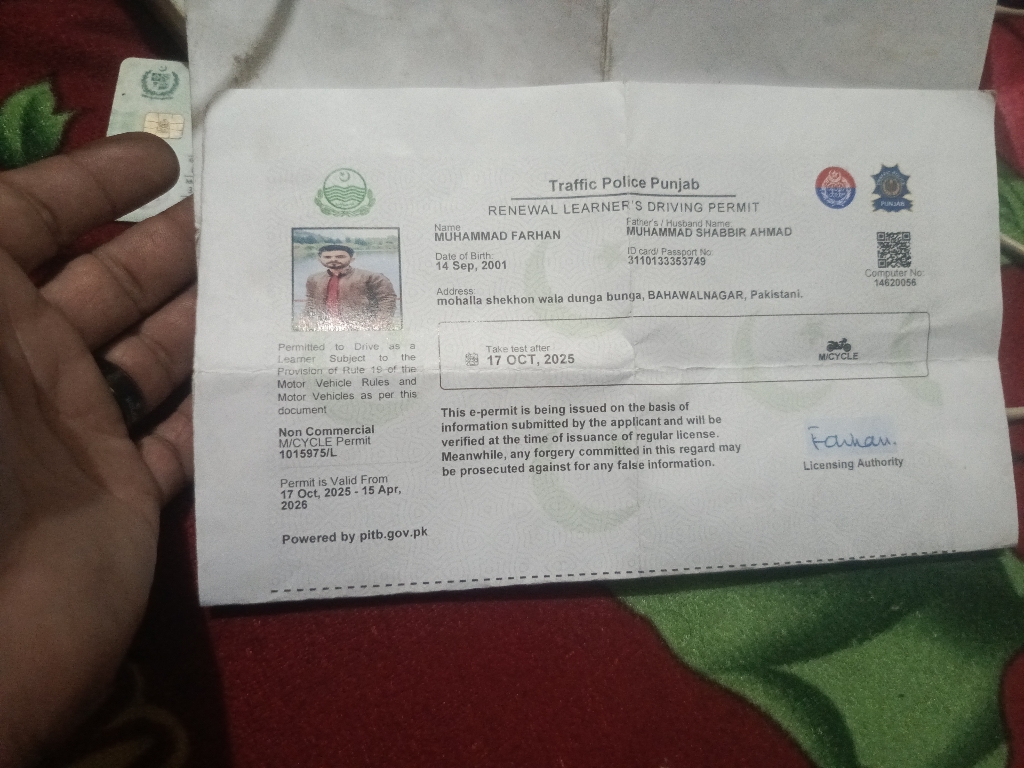 Traffic Police Punjab
RENEWAL LEARNER'S DRIVING PERMIT
PUNJAB
Name
MUHAMMAD FARHAN
Father's / Husband Name:
MUHAMMAD SHABBIR AHMAD
Date of Birth:
14 Sep, 2001
ID card/ Passport No:
3110133353749
Computer No:
14620056
Address:
mohalla shekhon wala dunga bunga, BAHAWALNAGAR, Pakistani.
Take test after
17 OCT, 2025
M/CYCLE
Permitted to Drive as a
Learner Subject to the
Provision of Rule 19 of the
Motor Vehicle Rules and
Motor Vehicles as per this
document
Non Commercial
M/CYCLE Permit
1015975/L
Permit is Valid From
17 Oct, 2025 - 15 Apr,
2026
This e-permit is being issued on the basis of
information submitted by the applicant and will be
verified at the time of issuance of regular license.
Meanwhile, any forgery committed in this regard may
be prosecuted against for any false information.
Farhan.
Licensing Authority
Powered by pitb.gov.pk